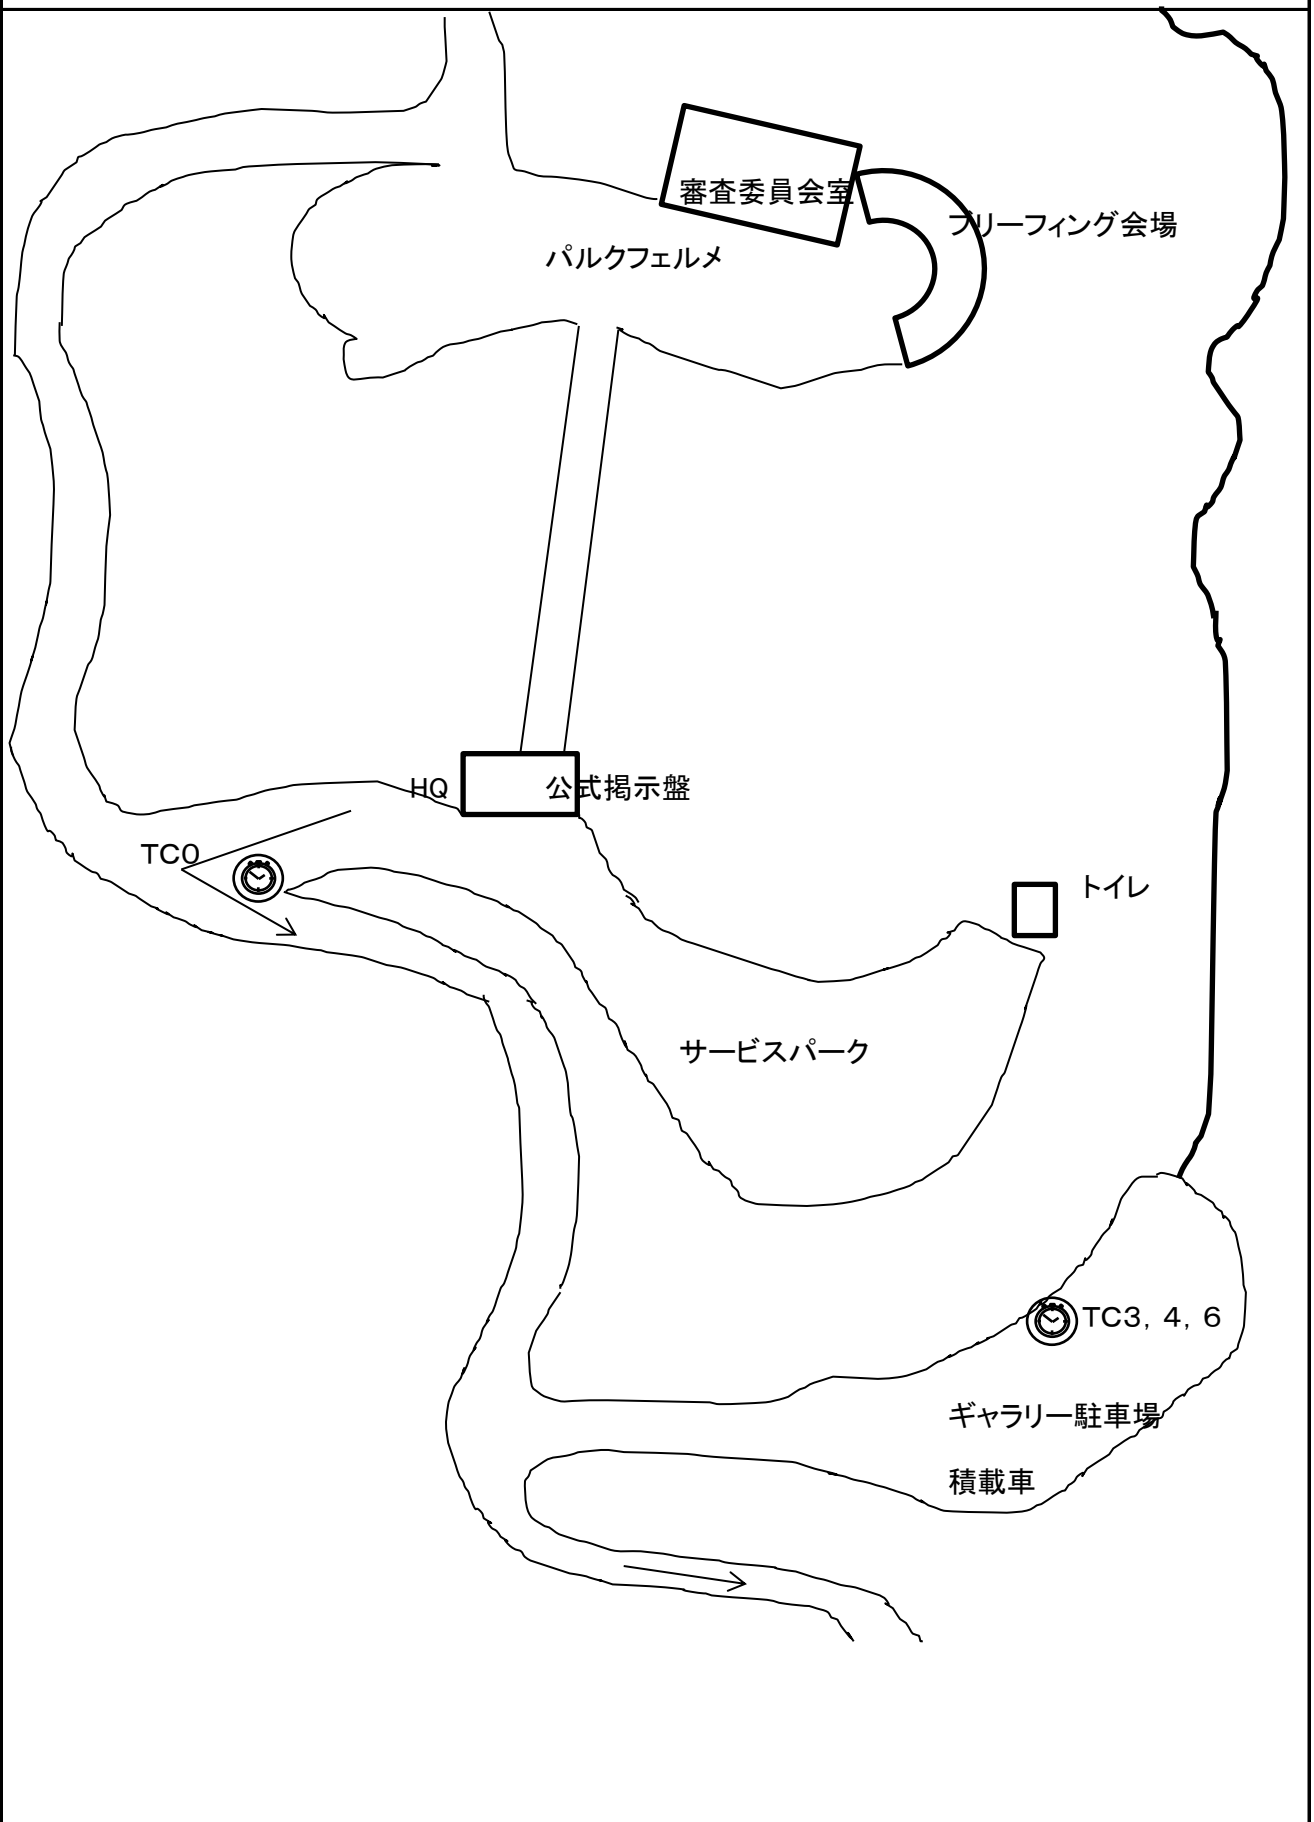 審査委員会室
ブリーフィング会場
パルクフェルメ
HQ
公式掲示盤
TC0
トイレ
サービスパーク
TC3，4，6
ギャラリー駐車場
積載車